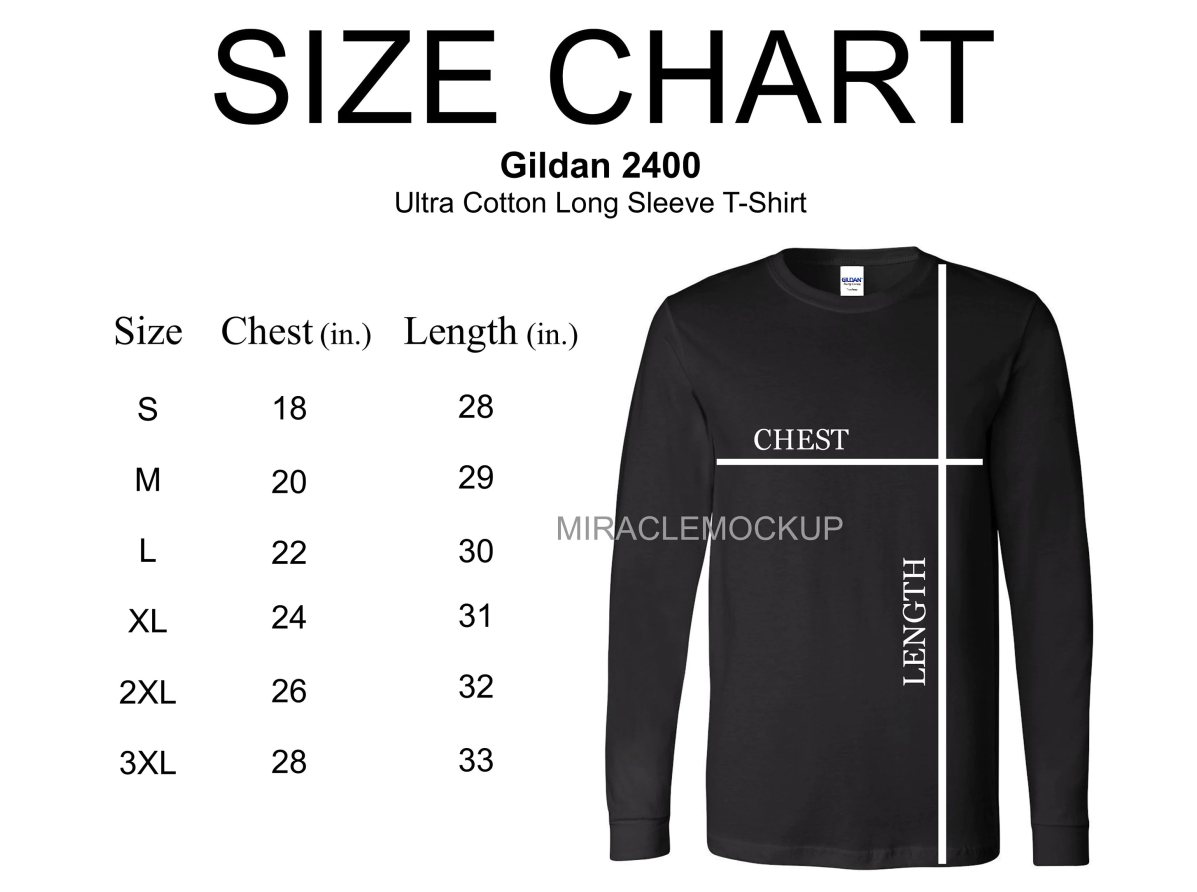 SIZE CHART
Gildan 2400
Ultra Cotton Long Sleeve T-Shirt
GILDAN
Size Chest (in.) Length (in.)
S 18 28
M 20 29
L 22 30
XL 24 31
2XL 26 32
3XL 28 33
CHEST
MIRACLEMOCKUP
LENGTH